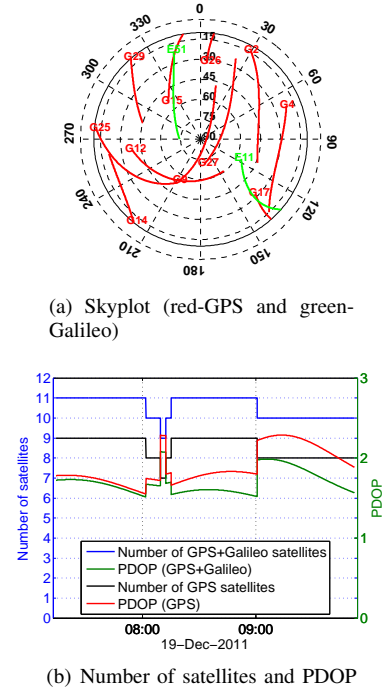 0
30
60
90
120
150
180
210
240
270
300
330
15
30
45
60
75
90
G29
E51
G26
G2
G15
G4
G25
G12
G27
E11
G9
G17
G14
(a) Skyplot (red-GPS and green-
Galileo)
12
11
10
9
8
7
6
5
4
3
2
1
0
3
2
1
0
Number of satellites
PDOP
Number of GPS+Galileo satellites
PDOP (GPS+Galileo)
Number of GPS satellites
PDOP (GPS)
08:00
09:00
19-Dec-2011
(b) Number of satellites and PDOP